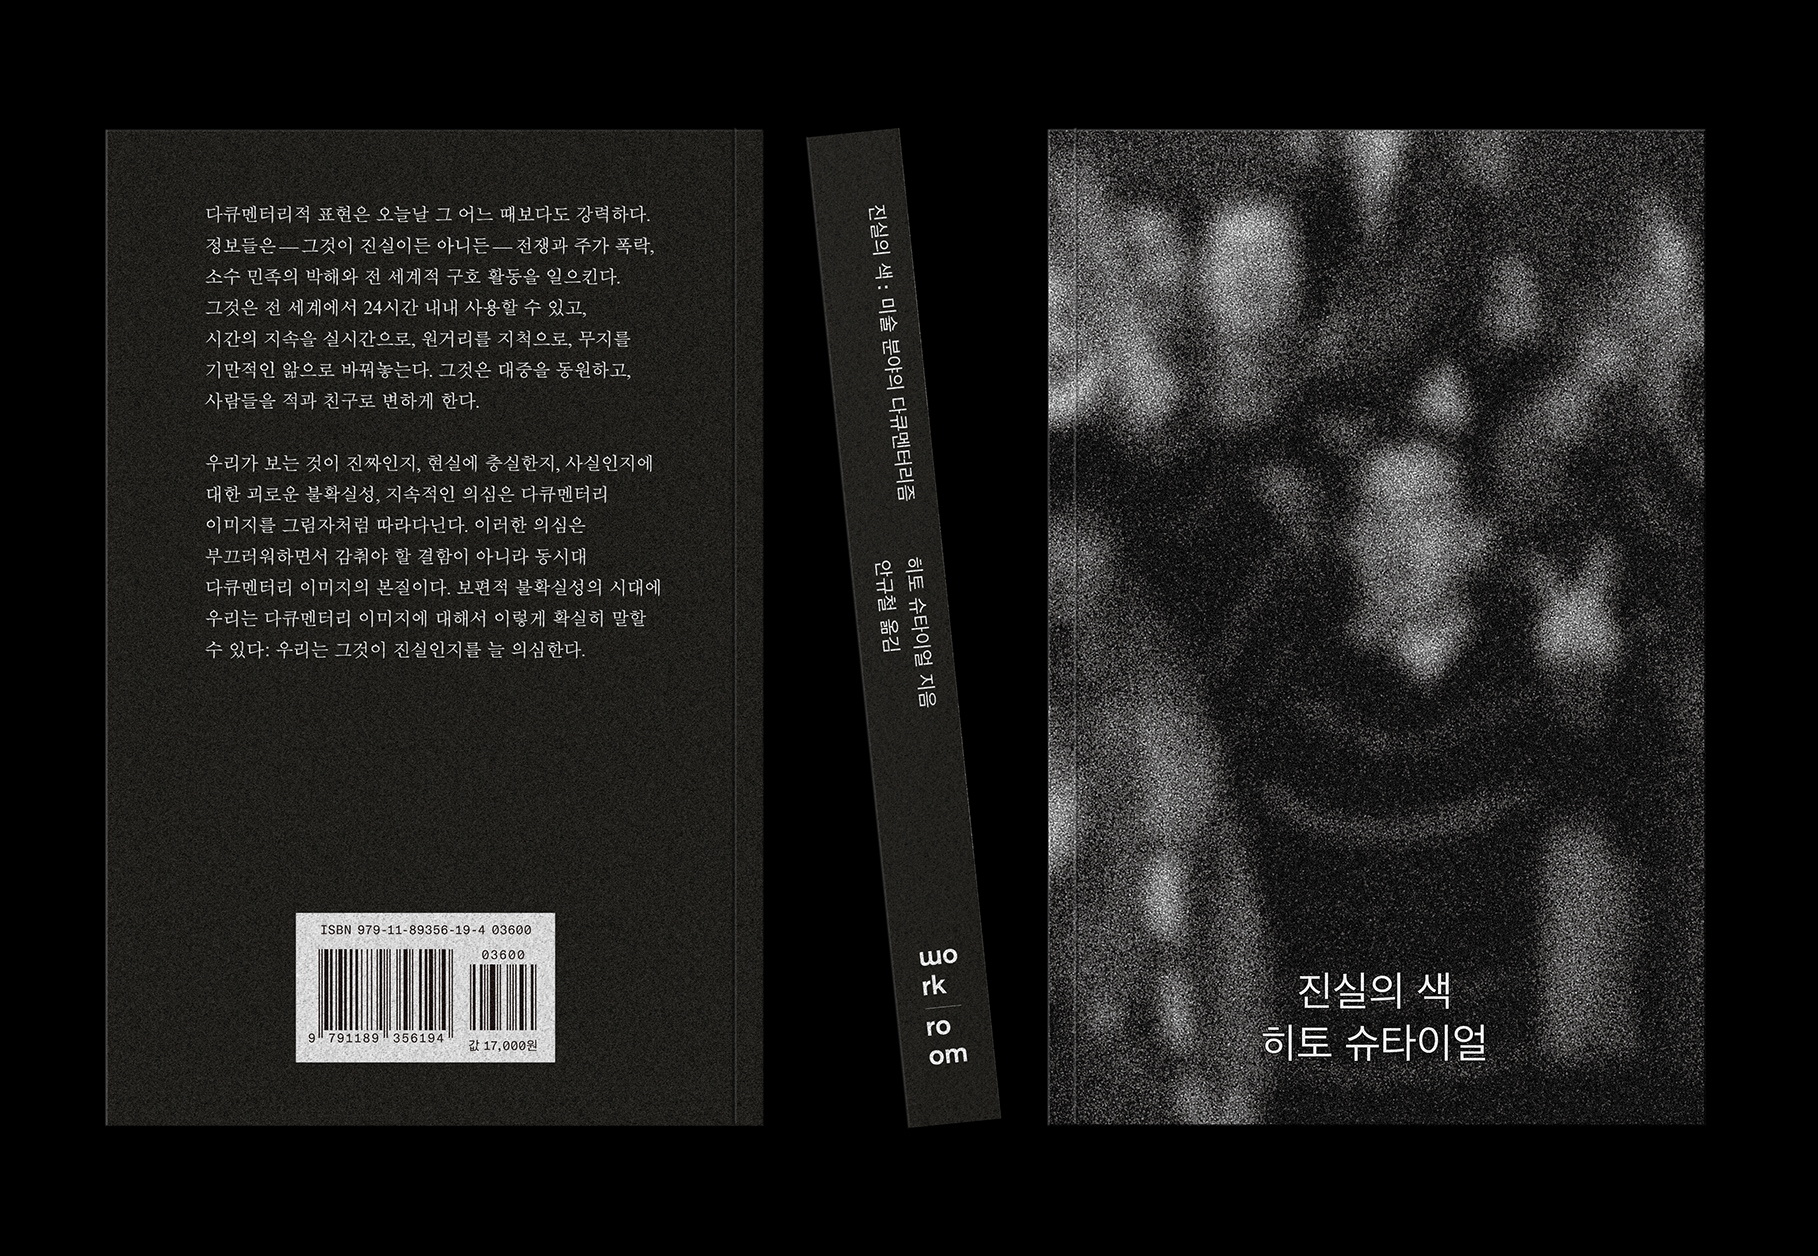 다큐멘터리적 표현은 오늘날 그 어느 때보다도 강력하다.
정보들은—그것이 진실이든 아니든—전쟁과 주가 폭락,
소수 민족의 박해와 전 세계적 구호 활동을 일으킨다.
그것은 전 세계에서 24시간 내내 사용할 수 있고,
시간의 지속을 실시간으로, 원거리를 지척으로, 무지를
기만적인 앎으로 바꿔놓는다. 그것은 대중을 동원하고,
사람들을 적과 친구로 변하게 한다.
우리가 보는 것이 진짜인지, 현실에 충실한지, 사실인지에
대한 괴로운 불확실성, 지속적인 의심은 다큐멘터리
이미지를 그림자처럼 따라다닌다. 이러한 의심은
부끄러워하면서 감춰야 할 결함이 아니라 동시대
다큐멘터리 이미지의 본질이다. 보편적 불확실성의 시대에
우리는 다큐멘터리 이미지에 대해서 이렇게 확실히 말할
수 있다: 우리는 그것이 진실인지를 늘 의심한다.
ISBN 979-11-89356-19-4 03600
03600
9 791189 356194
값 17,000원
진실의 색: 미술 분야의 다큐멘터리즘
히토 슈타이얼 지음
안규철 옮김
wo
rk
ro
om
진실의 색
히토 슈타이얼